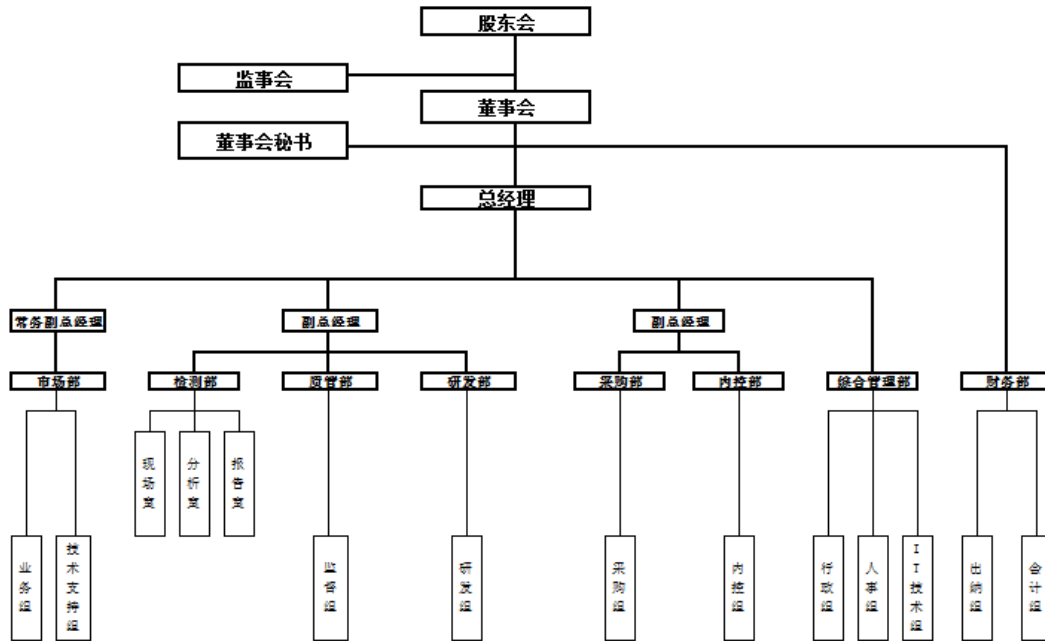 股东会
监事会
董事会
董事会秘书
总经理
常务副总经理
副总经理
副总经理
市场部
检测部
质管部
研发部
采购部
内控部
综合管理部
财务部
现场室
分析室
报告室
业务组
技术支持组
监督组
研发组
采购组
内控组
行政组
人事组
IT技术组
出纳组
会计组